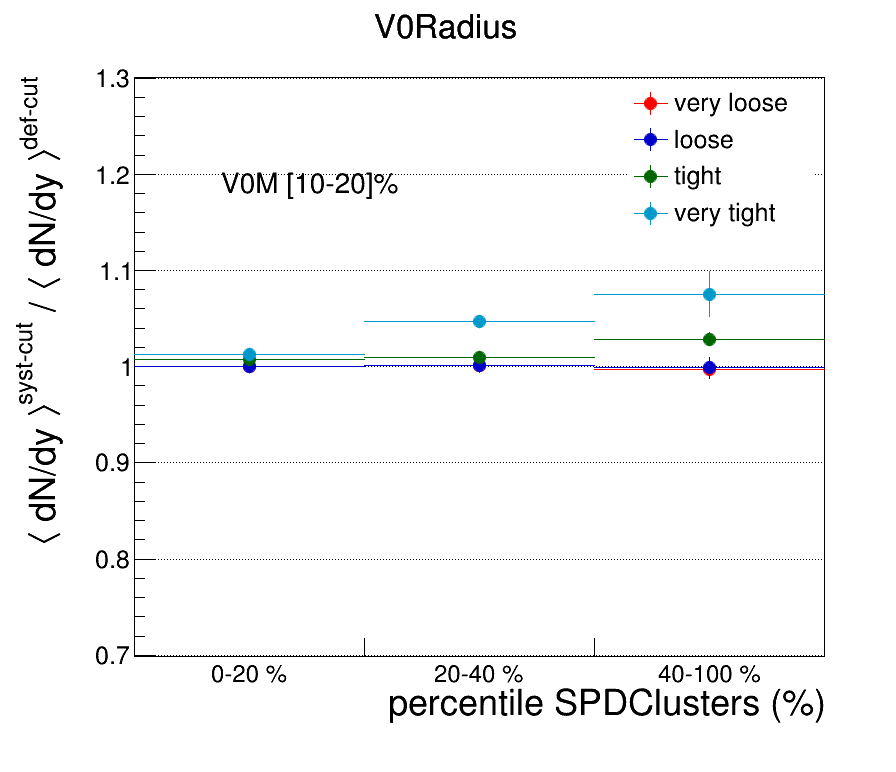 V0Radius
⟨ dN/dy ⟩^syst-cut / ⟨ dN/dy ⟩^def-cut
1.3
1.2
1.1
1
0.9
0.8
0.7
V0M [10-20]%
very loose
loose
tight
very tight
0-20 %
20-40 %
40-100 %
percentile SPDClusters (%)